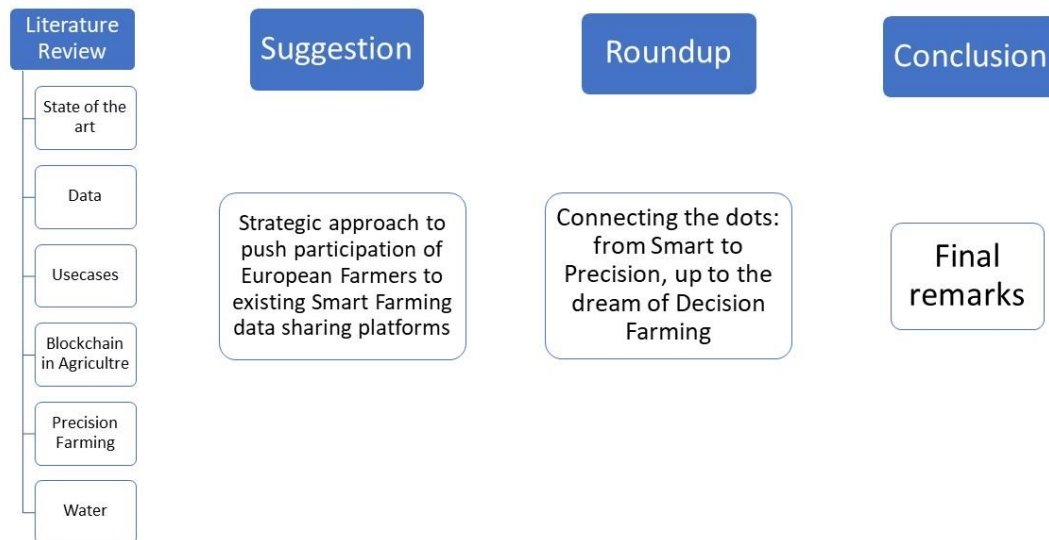 Literature
Review
State of the
art
Data
Usecases
Blockchain
in Agricultre
Precision
Farming
Water
Suggestion
Strategic approach to
push participation of
European Farmers to
existing Smart Farming
data sharing platforms
Roundup
Connecting the dots:
from Smart to
Precision, up to the
dream of Decision
Farming
Conclusion
Final
remarks